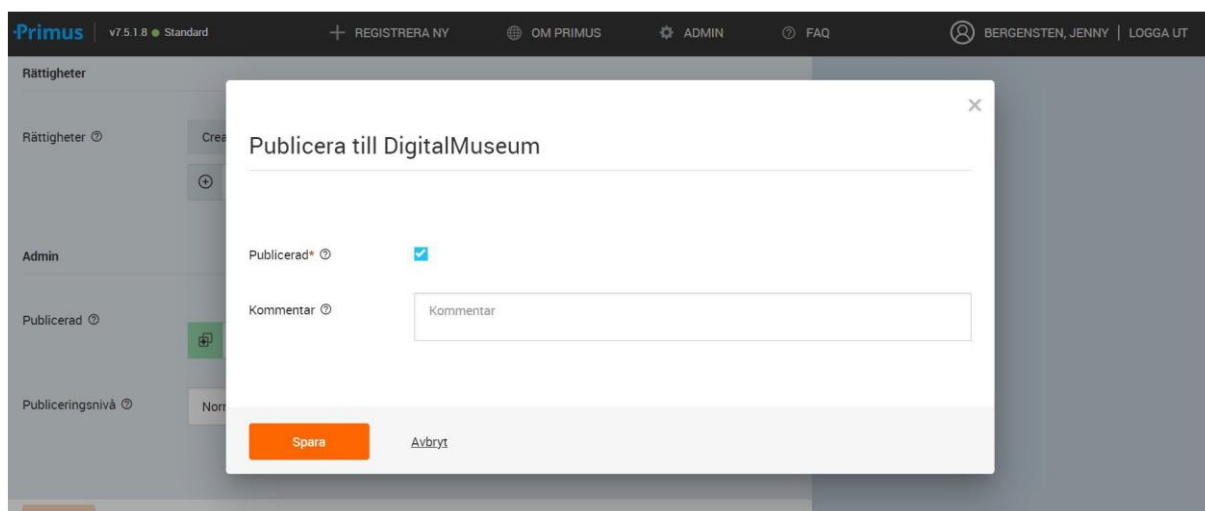 Primus v7.5.1.8 Standard REGISTRERA NY OM PRIMUS ADMIN FAQ BERGENSTEN, JENNY | LOGGA UT
Rättigheter
Rättigheter Crea
Publicera till DigitalMuseum
Admin
Publicerad*
Kommentar Kommentar
Publicerad
Publiceringsnivå Norr
Spara Avbryt